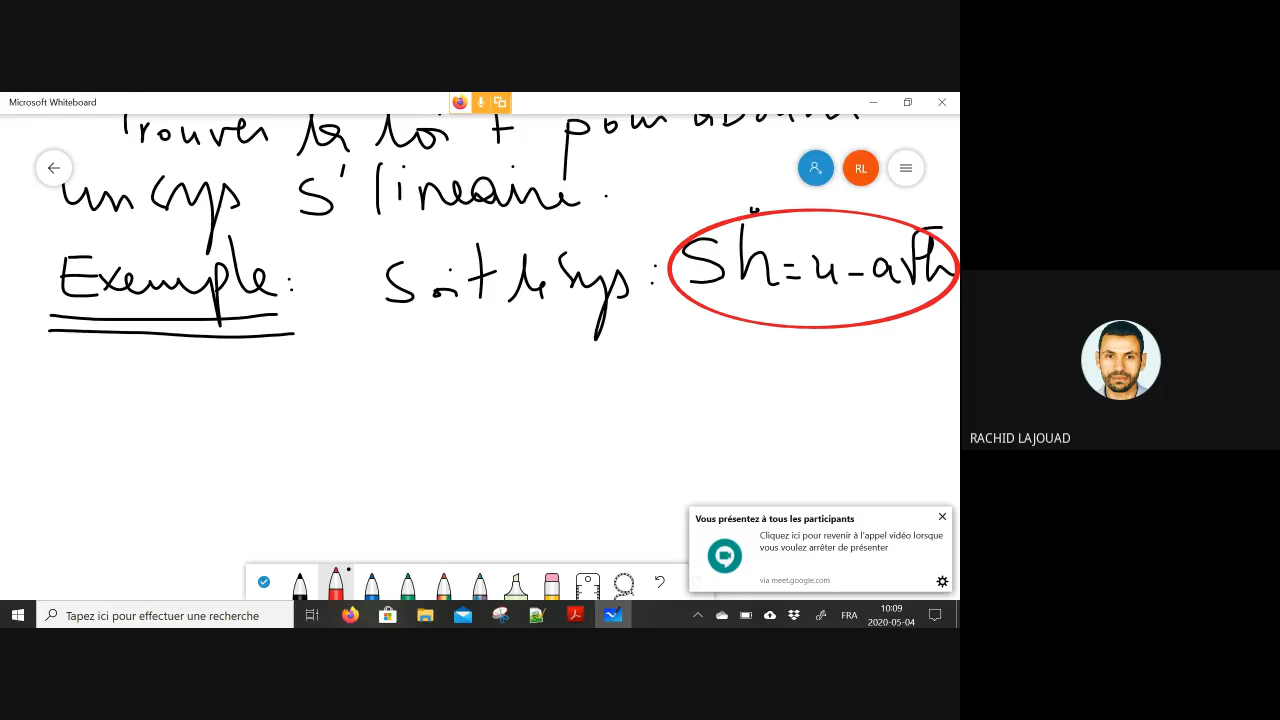 Microsoft Whiteboard
Trouver la loi + pour
un sys S' linéaire.
RL
Exemple : Soit le sys : Sḣ = u - a√h
RACHID LAJOUAD
Vous présentez à tous les participants
Cliquez ici pour revenir à l'appel vidéo lorsque
vous voulez arrêter de présenter
via meet.google.com
Tapez ici pour effectuer une recherche
FRA
10:09
2020-05-04